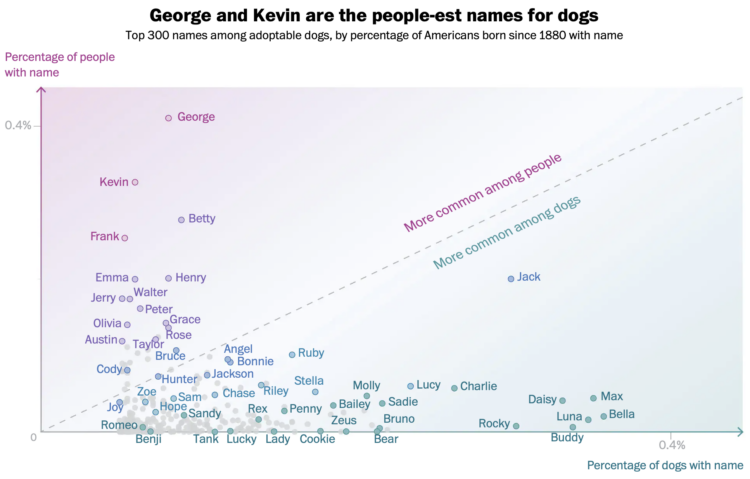 George and Kevin are the people-est names for dogs
Top 300 names among adoptable dogs, by percentage of Americans born since 1880 with name
Percentage of people
with name
0.4%
George
Kevin
Betty
Frank
More common among people
More common among dogs
Emma
Henry
Jack
Jerry
Walter
Peter
Olivia
Grace
Rose
Austin
Taylor
Bruce
Angel
Bonnie
Ruby
Cody
Hunter
Jackson
Stella
Molly
Lucy
Charlie
Zoe
Sam
Chase
Riley
Joy
Hope
Sandy
Rex
Penny
Bailey
Sadie
Daisy
Max
Romeo
Zeus
Bruno
Rocky
Luna
Bella
0
Benji
Tank
Lucky
Lady
Cookie
Bear
Buddy
0.4%
Percentage of dogs with name